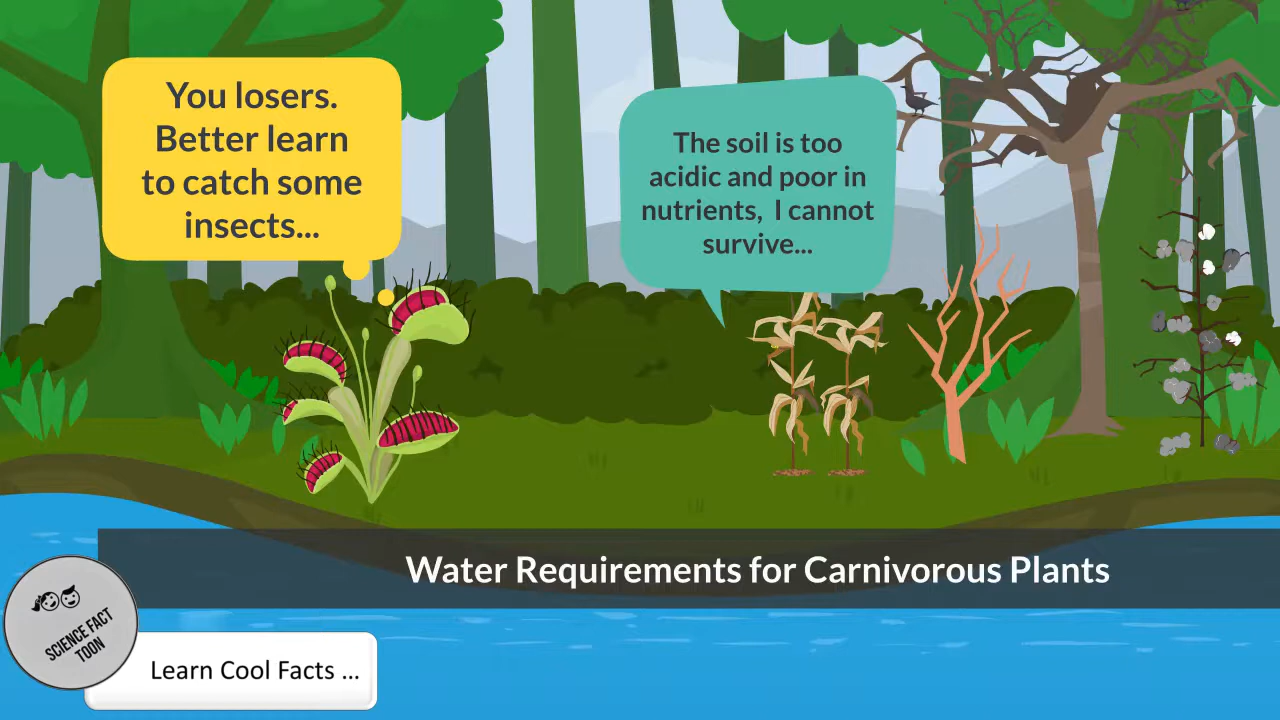 You losers.
Better learn
to catch some
insects...
The soil is too
acidic and poor in
nutrients, I cannot
survive...
Water Requirements for Carnivorous Plants
SCIENCE FACT
TOON
Learn Cool Facts ...